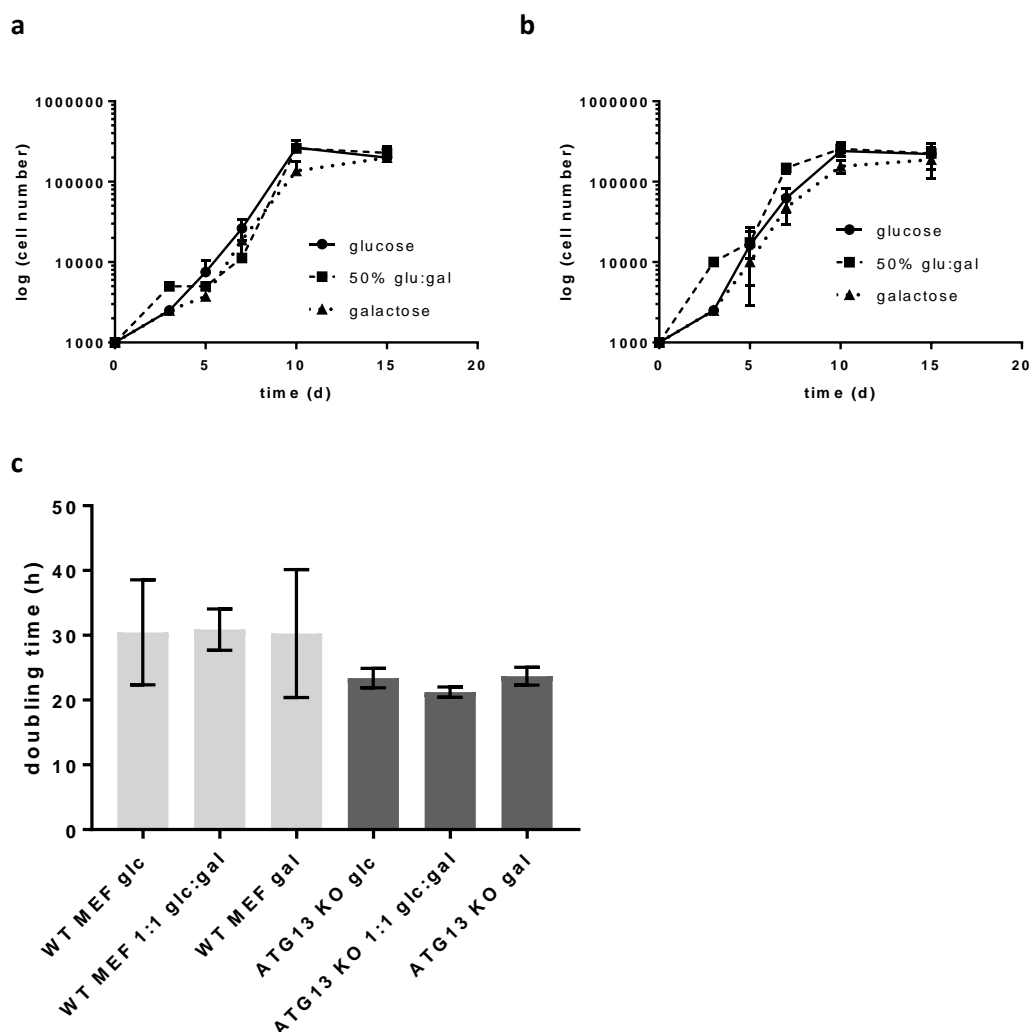 a
b
1000000
100000
10000
1000
log (cell number)
glucose
50% glu:gal
galactose
0
5
10
15
20
time (d)
1000000
100000
10000
1000
log (cell number)
glucose
50% glu:gal
galactose
0
5
10
15
20
time (d)
c
50
40
30
20
10
0
doubling time (h)
WT MEF glc
WT MEF 1:1 glc:gal
WT MEF gal
ATG13 KO glc
ATG13 KO 1:1 glc:gal
ATG13 KO gal